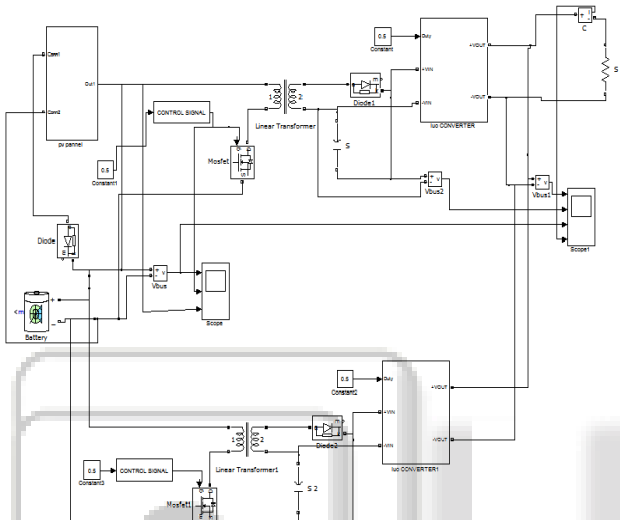 Conn1
Conn2
Out1
pv pannel
0.5
Constant1
CONTROL SIGNAL
1
2
Linear Transformer
Mosfet
g
m
Diode1
0.5
Constant
Duty
+VIN
-VIN
+VOUT
-VOUT
luo CONVERTER
C
S
S
Vbus2
Vbus1
Scope1
Diode
Vbus
Scope
Battery
<m
0.5
Constant2
Duty
+VIN
-VIN
+VOUT
-VOUT
luo CONVERTER1
1
2
Linear Transformer1
m
Diode2
0.5
Constant3
CONTROL SIGNAL
Mosfet1
S 2